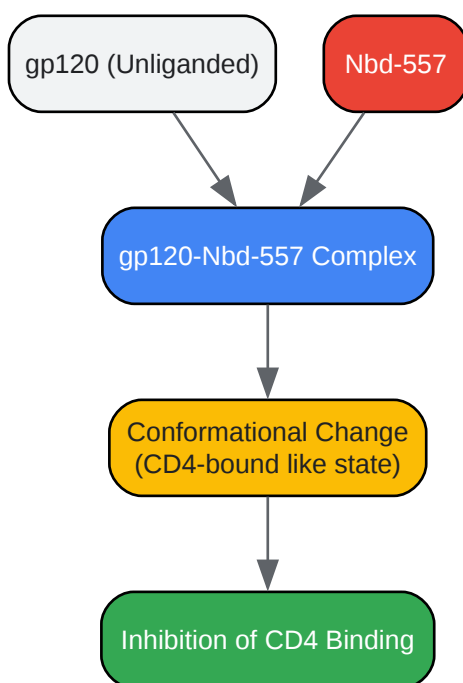 gp120 (Unliganded)
Nbd-557
gp120-Nbd-557 Complex
Conformational Change
(CD4-bound like state)
Inhibition of CD4 Binding